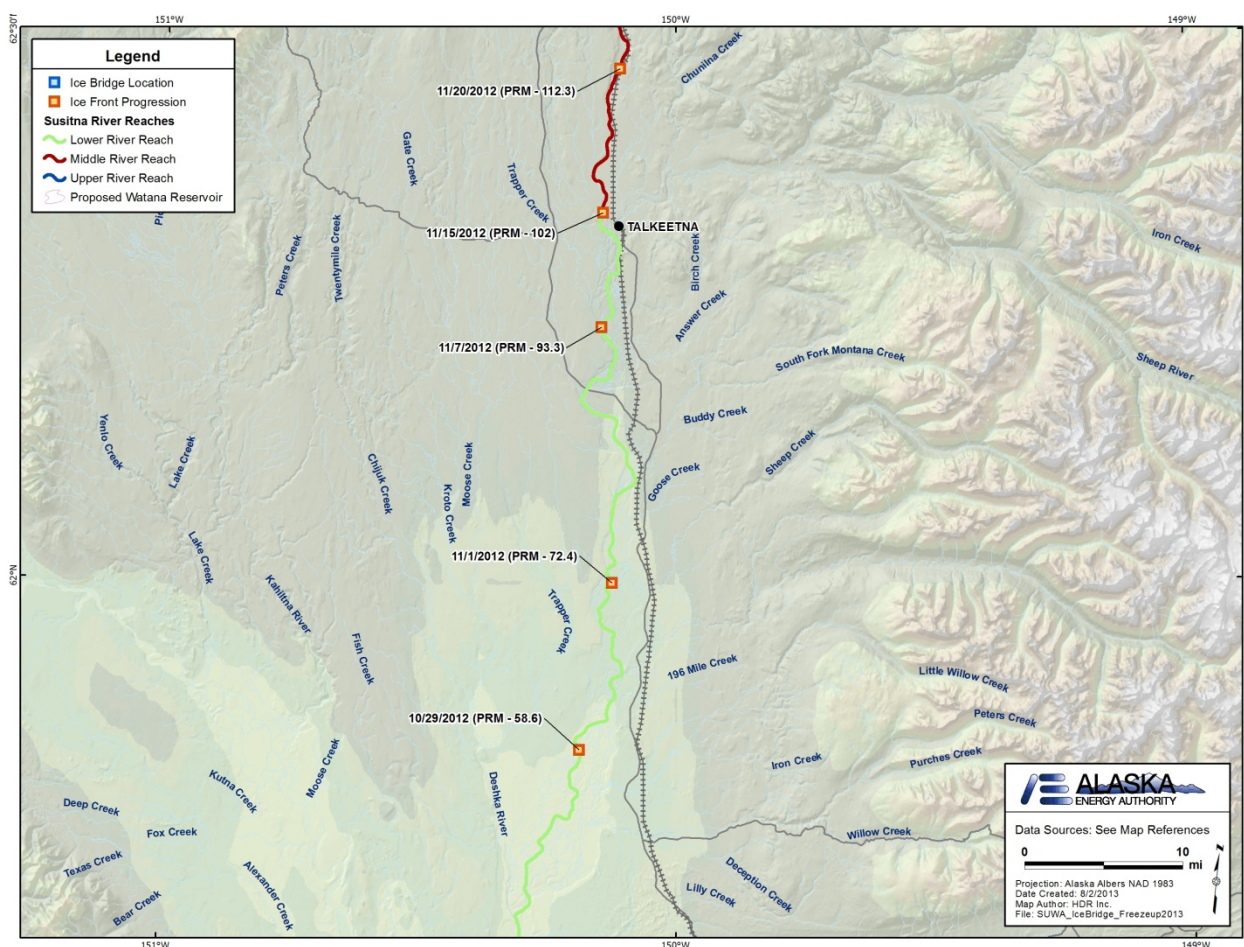 151°W
150°W
149°W
62°30'N
Legend
Ice Bridge Location
Ice Front Progression
Susitna River Reaches
Lower River Reach
Middle River Reach
Upper River Reach
Proposed Watana Reservoir
11/20/2012 (PRM - 112.3)
Chunilna Creek
Gate Creek
Trapper Creek
11/15/2012 (PRM - 102)
TALKEETNA
Peters Creek
Twentymile Creek
Birch Creek
Iron Creek
Answer Creek
11/7/2012 (PRM - 93.3)
South Fork Montana Creek
Sheep River
Buddy Creek
Yenlo Creek
Lake Creek
Chijuk Creek
Moose Creek
Kroto Creek
Goose Creek
Sheep Creek
11/1/2012 (PRM - 72.4)
62°N
Lake Creek
Kahiltna River
Fish Creek
Trapper Creek
196 Mile Creek
Little Willow Creek
10/29/2012 (PRM - 58.6)
Peters Creek
Purches Creek
Iron Creek
Moose Creek
Kutna Creek
Deshka River
Deep Creek
Fox Creek
Texas Creek
Bear Creek
Alexander Creek
Willow Creek
Deception Creek
Lilly Creek
ALASKA
ENERGY AUTHORITY
Data Sources: See Map References
0 10
mi
N
Projection: Alaska Albers NAD 1983
Date Created: 8/2/2013
Map Author: HDR Inc.
File: SUWA_IceBridge_Freezeup2013
151°W
150°W
149°W